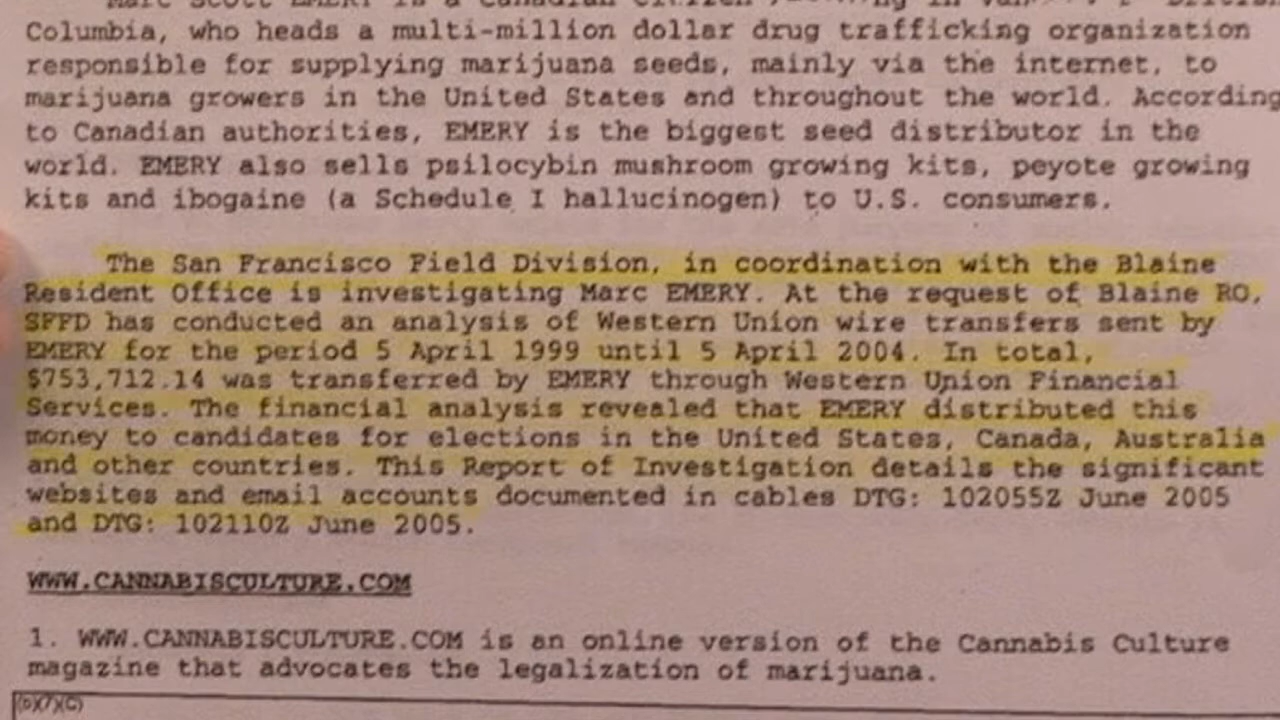 Marc Scott EMERY is a Canadian citizen in
Columbia, who heads a multi-million dollar drug trafficking organization
responsible for supplying marijuana seeds, mainly via the internet, to
marijuana growers in the United States and throughout the world. According
to Canadian authorities, EMERY is the biggest seed distributor in the
world. EMERY also sells psilocybin mushroom growing kits, peyote growing
kits and ibogaine (a Schedule I hallucinogen) to U.S. consumers.
The San Francisco Field Division, in coordination with the Blaine
Resident Office is investigating Marc EMERY. At the request of Blaine RO,
SFFD has conducted an analysis of Western Union wire transfers sent by
EMERY for the period 5 April 1999 until 5 April 2004. In total,
$753,712.14 was transferred by EMERY through Western Union Financial
Services. The financial analysis revealed that EMERY distributed this
money to candidates for elections in the United States, Canada, Australia
and other countries. This Report of Investigation details the significant
websites and email accounts documented in cables DTG: 102055Z June 2005
and DTG: 102110Z June 2005.
WWW.CANNABISCULTURE.COM
1. WWW.CANNABISCULTURE.COM is an online version of the Cannabis Culture
magazine that advocates the legalization of marijuana.
(b)(7)(C)